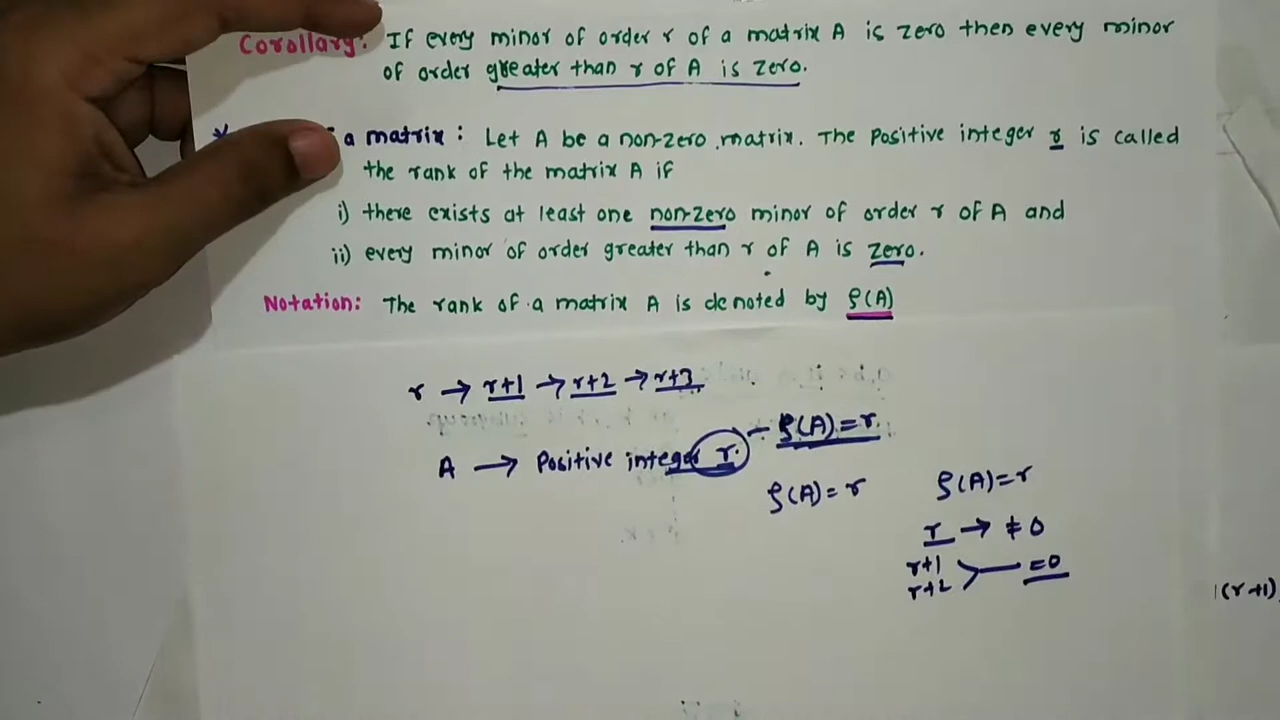 Corollary: If every minor of order r of a matrix A is zero then every minor
of order greater than r of A is zero.
a matrix: Let A be a non-zero matrix. The positive integer r is called
the rank of the matrix A if
i) there exists at least one non-zero minor of order r of A and
ii) every minor of order greater than r of A is zero.
Notation: The rank of a matrix A is denoted by ρ(A)
r → r+1 → r+2 → r+3
A → Positive integer r. – ρ(A)=r.
ρ(A)=r
ρ(A)=r
r → ≠0
r+1
r+2 =0
(r+1)